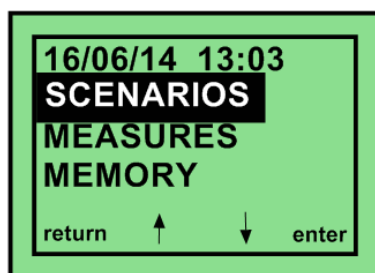 16/06/14 13:03
SCENARIOS
MEASURES
MEMORY
return enter